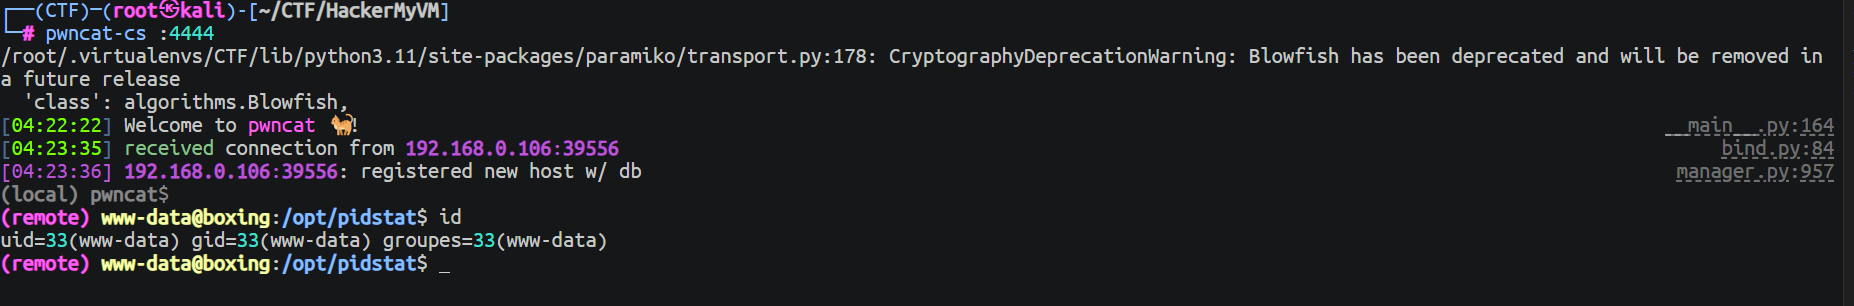 ┌──(CTF)─(root㉿kali)-[~/CTF/HackerMyVM]
└─# pwncat-cs :4444
/root/.virtualenvs/CTF/lib/python3.11/site-packages/paramiko/transport.py:178: CryptographyDeprecationWarning: Blowfish has been deprecated and will be removed in
a future release
  'class': algorithms.Blowfish,
[04:22:22] Welcome to pwncat 🐈! __main__.py:164
[04:23:35] received connection from 192.168.0.106:39556 bind.py:84
[04:23:36] 192.168.0.106:39556: registered new host w/ db manager.py:957
(local) pwncat$
(remote) www-data@boxing:/opt/pidstat$ id
uid=33(www-data) gid=33(www-data) groupes=33(www-data)
(remote) www-data@boxing:/opt/pidstat$ _